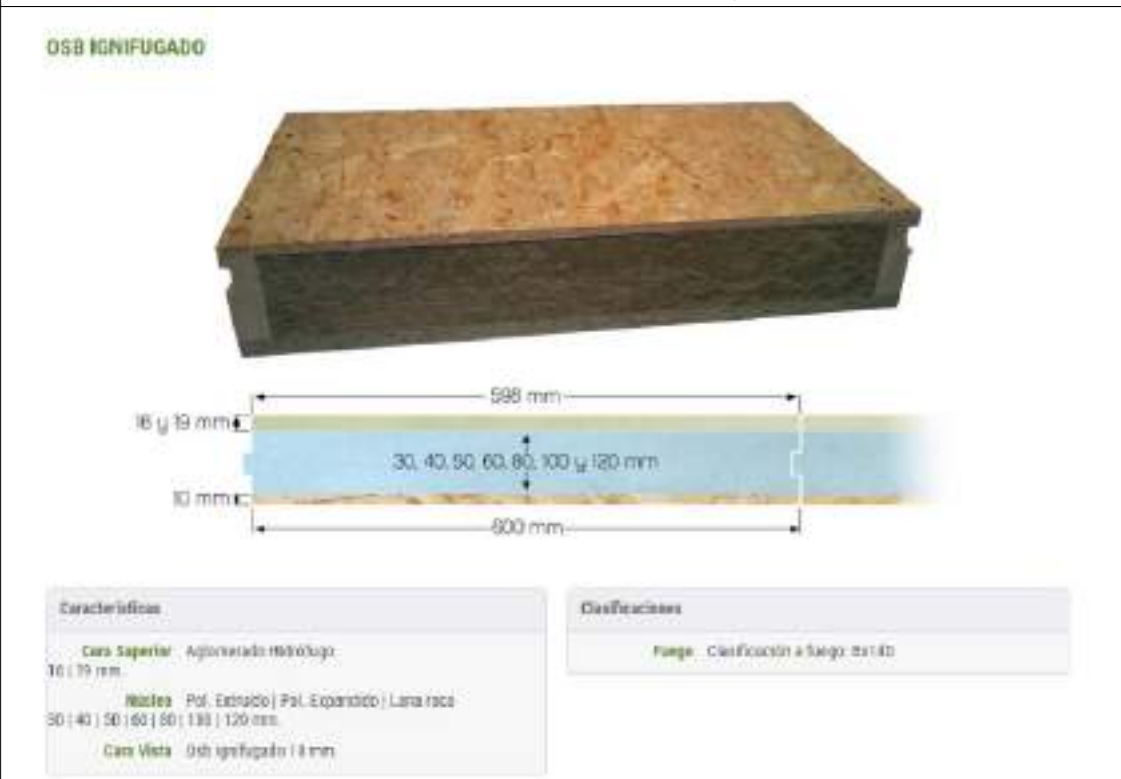 OSB IGNIFUGADO
598 mm
16 y 19 mm
30, 40, 50, 60, 80, 100 y 120 mm
10 mm
600 mm
Características
Cara Superior Aglomerado Hidrófugo
16 | 19 mm.
Núcleo Pol. Extruido | Pol. Expandido | Lana roca
30 | 40 | 50 | 60 | 80 | 100 | 120 mm.
Cara Vista Osb ignifugado 10 mm
Clasificaciones
Fuego Clasificación a fuego: